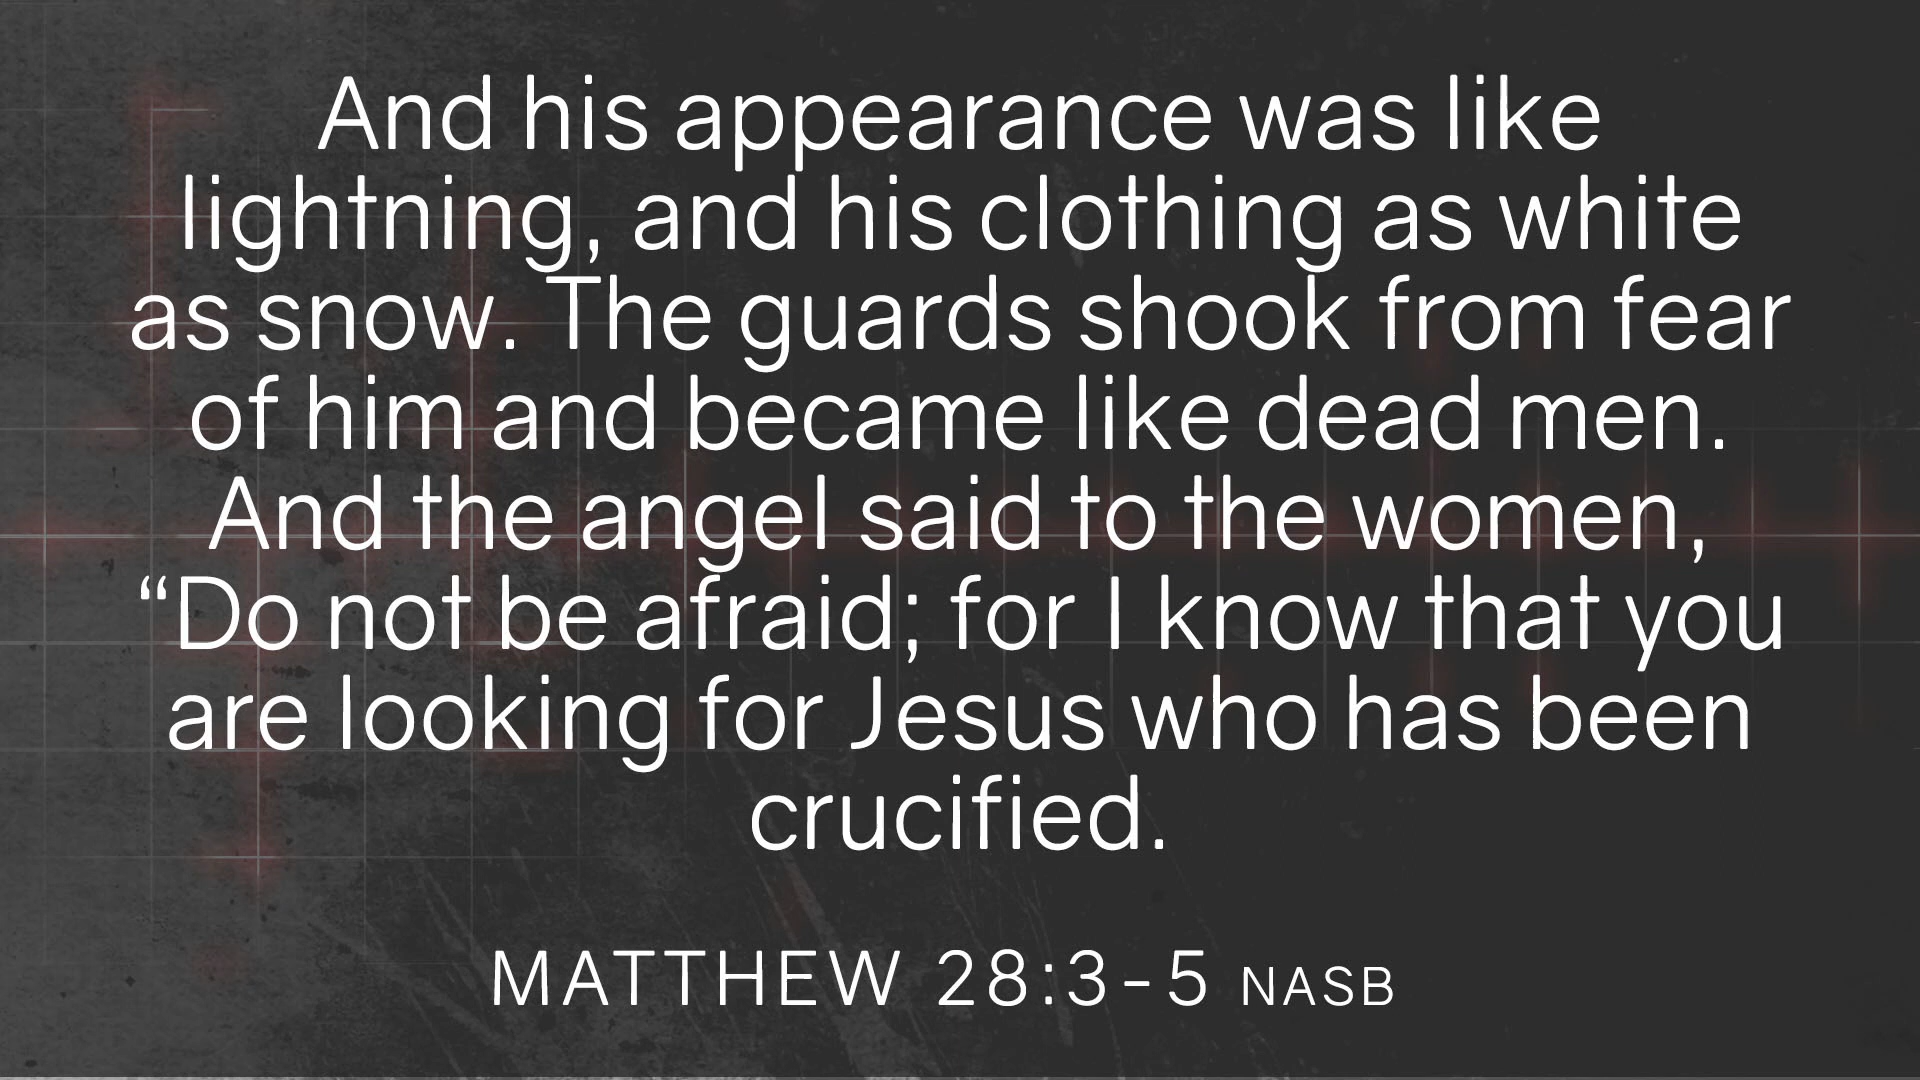 And his appearance was like
lightning, and his clothing as white
as snow. The guards shook from fear
of him and became like dead men.
And the angel said to the women,
“Do not be afraid; for I know that you
are looking for Jesus who has been
crucified.
MATTHEW 28:3-5 NASB